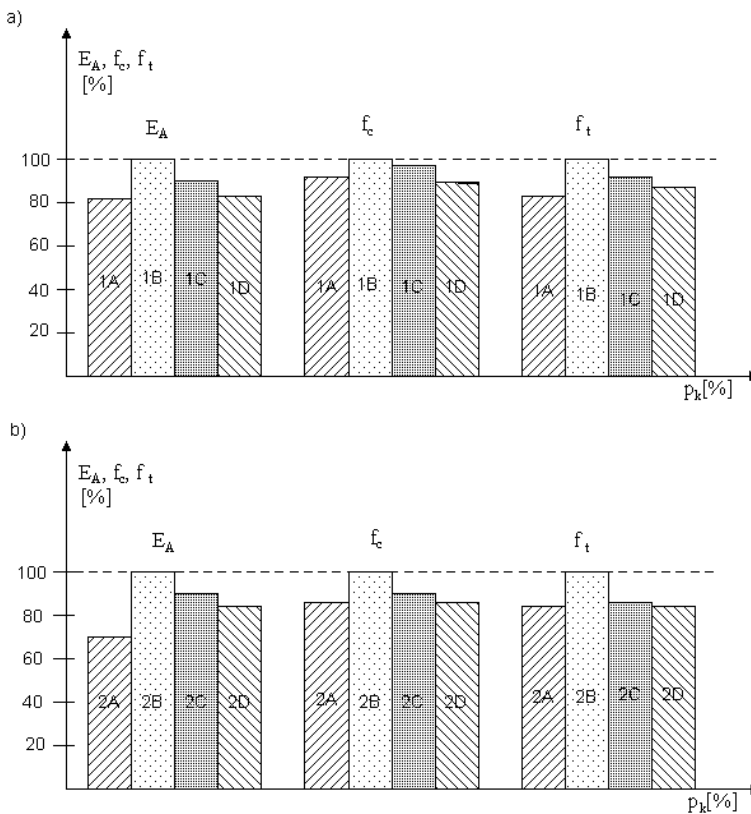 a)
E_A, f_c, f_t
[%]
E_A f_c f_t
100
80
60
40
20
1A 1B 1C 1D 1A 1B 1C 1D 1A 1B 1C 1D
p_k[%]
b)
E_A, f_c, f_t
[%]
E_A f_c f_t
100
80
60
40
20
2A 2B 2C 2D 2A 2B 2C 2D 2A 2B 2C 2D
p_k[%]